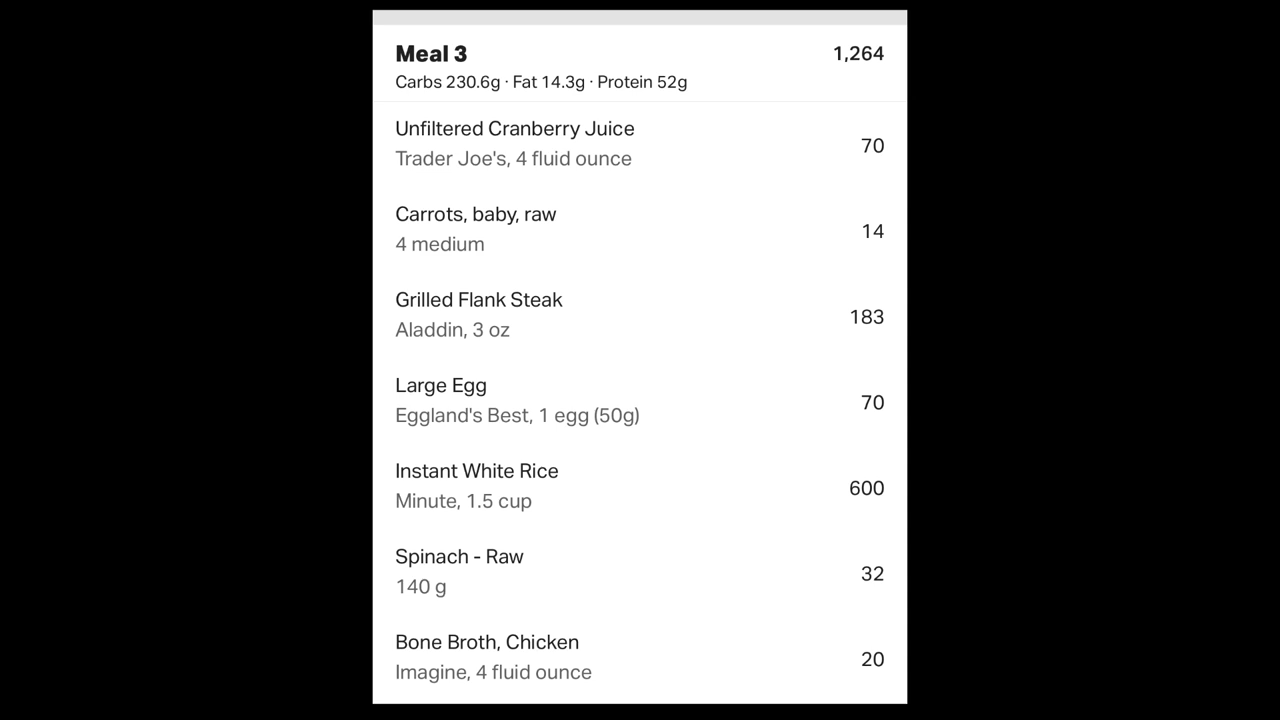 Meal 3
1,264
Carbs 230.6g · Fat 14.3g · Protein 52g
Unfiltered Cranberry Juice
Trader Joe's, 4 fluid ounce
70
Carrots, baby, raw
4 medium
14
Grilled Flank Steak
Aladdin, 3 oz
183
Large Egg
Eggland's Best, 1 egg (50g)
70
Instant White Rice
Minute, 1.5 cup
600
Spinach - Raw
140 g
32
Bone Broth, Chicken
Imagine, 4 fluid ounce
20